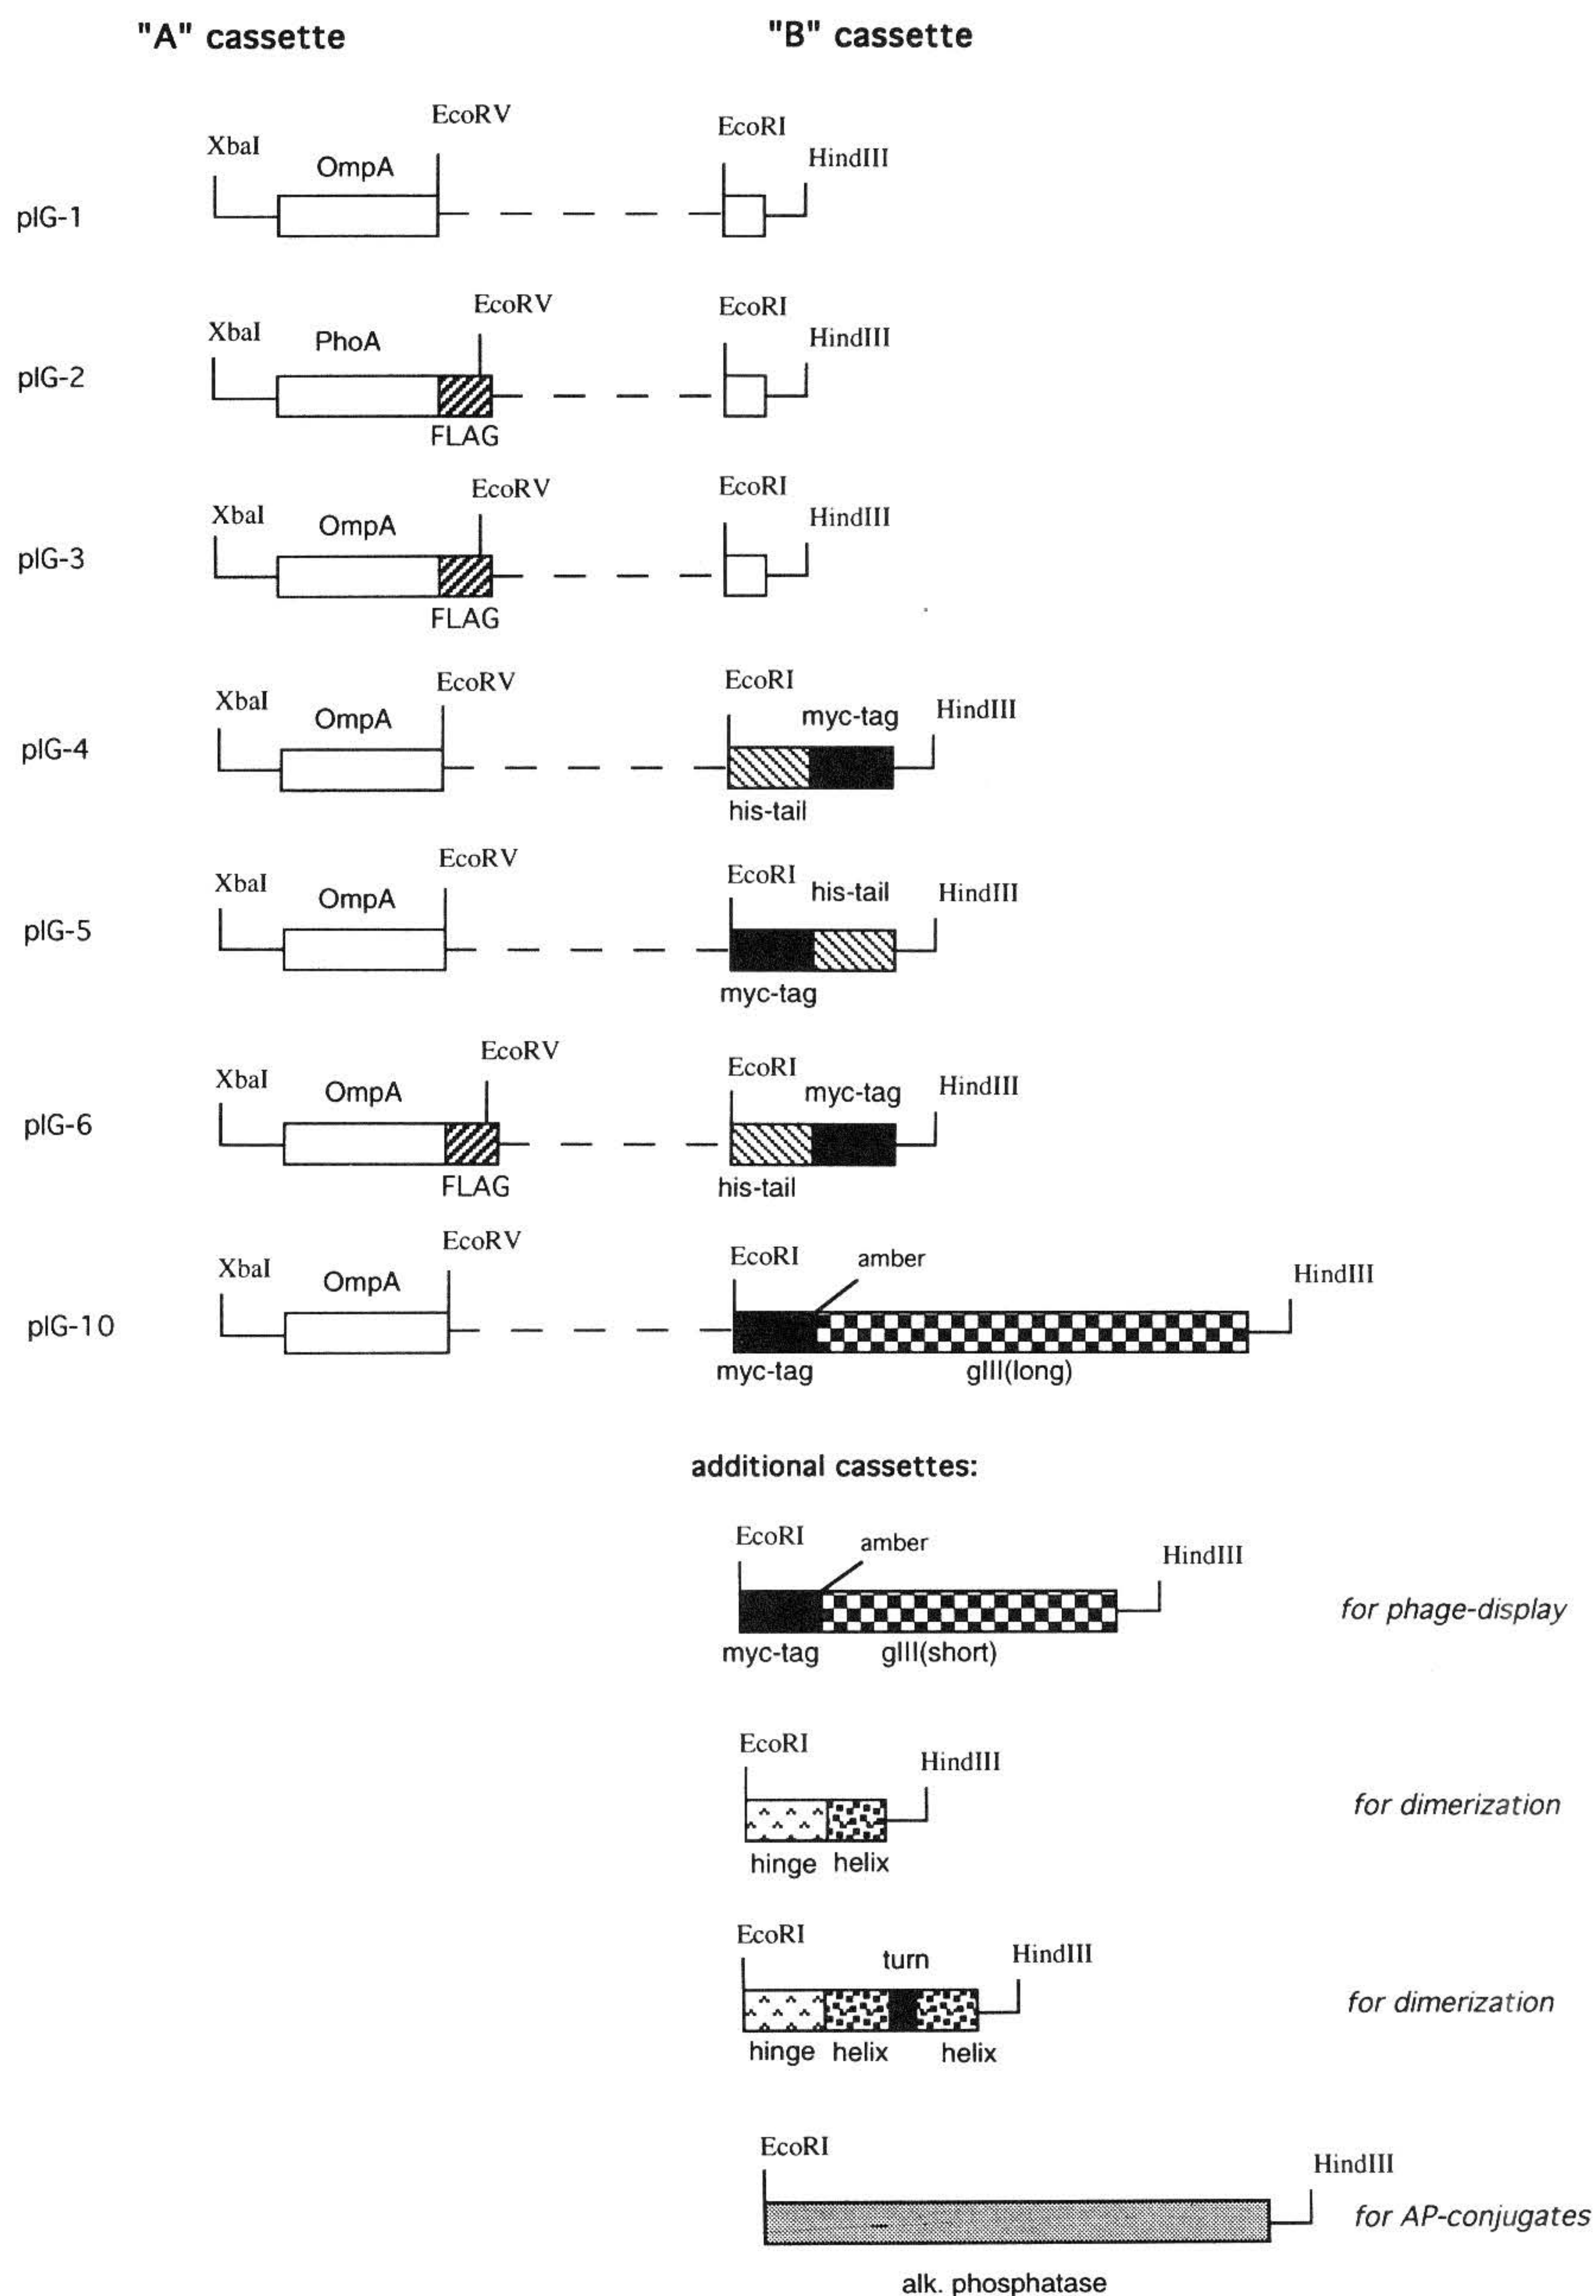 "A" cassette "B" cassette
EcoRV
XbaI OmpA EcoRI HindIII
pIG-1
EcoRV EcoRI
XbaI PhoA HindIII
pIG-2
FLAG
EcoRV EcoRI
XbaI OmpA HindIII
pIG-3
FLAG
EcoRV EcoRI
XbaI OmpA myc-tag HindIII
pIG-4
his-tail
EcoRV EcoRI
XbaI OmpA his-tail HindIII
pIG-5
myc-tag
EcoRV EcoRI
XbaI OmpA myc-tag HindIII
pIG-6
FLAG his-tail
EcoRV EcoRI amber
XbaI OmpA HindIII
pIG-10
myc-tag gIII(long)
additional cassettes:
EcoRI amber HindIII
for phage-display
myc-tag gIII(short)
EcoRI HindIII
for dimerization
hinge helix
EcoRI turn HindIII
for dimerization
hinge helix helix
EcoRI HindIII
for AP-conjugates
alk. phosphatase